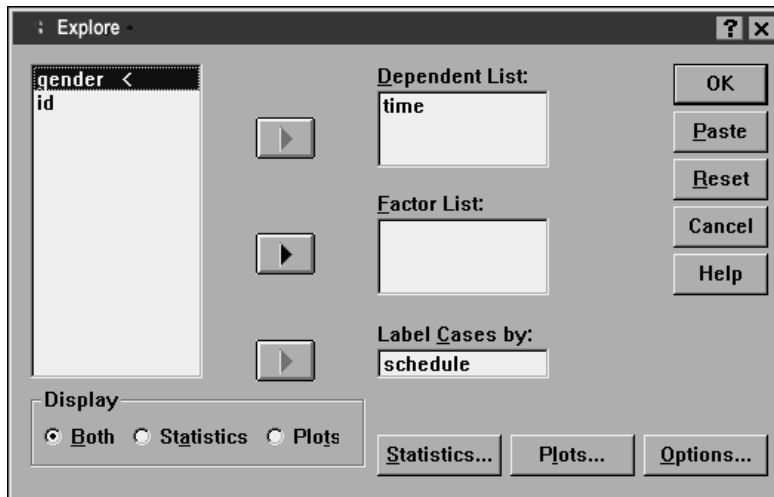 Explore
gender <
id
Dependent List:
time
Factor List:
Label Cases by:
schedule
OK
Paste
Reset
Cancel
Help
Display
Both Statistics Plots
Statistics... Plots... Options...